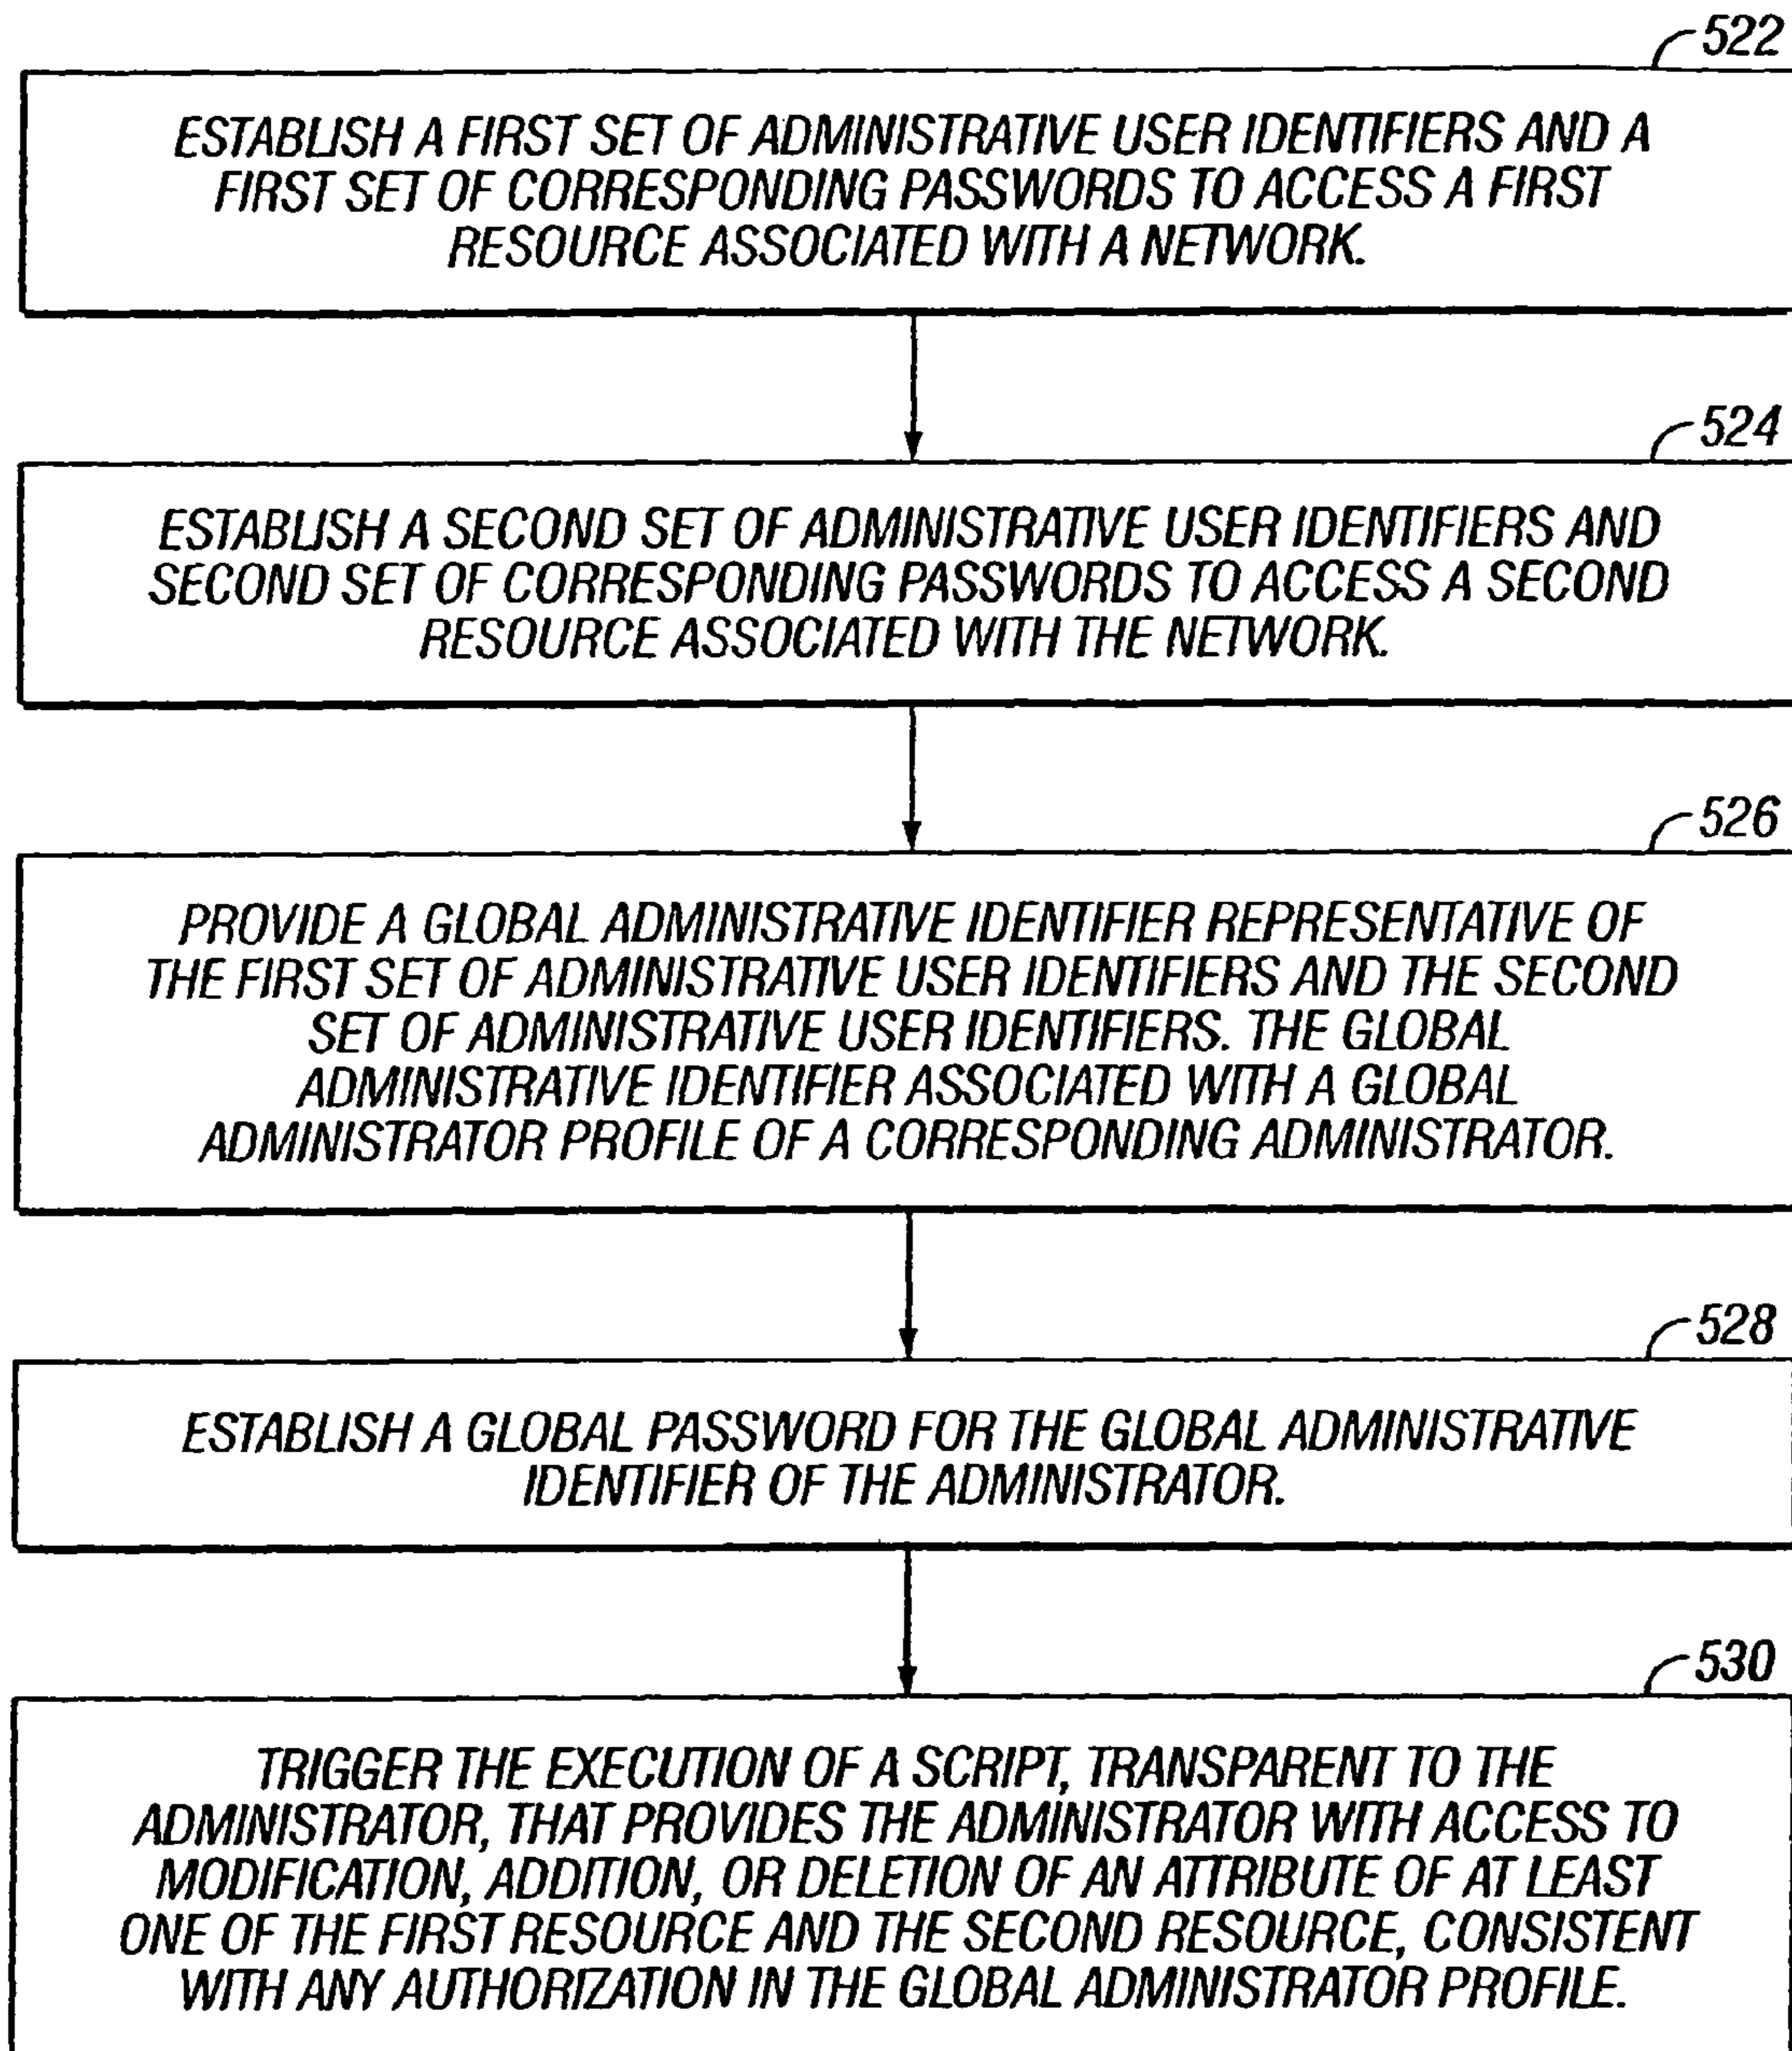 522
ESTABLISH A FIRST SET OF ADMINISTRATIVE USER IDENTIFIERS AND A
FIRST SET OF CORRESPONDING PASSWORDS TO ACCESS A FIRST
RESOURCE ASSOCIATED WITH A NETWORK.
524
ESTABLISH A SECOND SET OF ADMINISTRATIVE USER IDENTIFIERS AND
SECOND SET OF CORRESPONDING PASSWORDS TO ACCESS A SECOND
RESOURCE ASSOCIATED WITH THE NETWORK.
526
PROVIDE A GLOBAL ADMINISTRATIVE IDENTIFIER REPRESENTATIVE OF
THE FIRST SET OF ADMINISTRATIVE USER IDENTIFIERS AND THE SECOND
SET OF ADMINISTRATIVE USER IDENTIFIERS. THE GLOBAL
ADMINISTRATIVE IDENTIFIER ASSOCIATED WITH A GLOBAL
ADMINISTRATOR PROFILE OF A CORRESPONDING ADMINISTRATOR.
528
ESTABLISH A GLOBAL PASSWORD FOR THE GLOBAL ADMINISTRATIVE
IDENTIFIER OF THE ADMINISTRATOR.
530
TRIGGER THE EXECUTION OF A SCRIPT, TRANSPARENT TO THE
ADMINISTRATOR, THAT PROVIDES THE ADMINISTRATOR WITH ACCESS TO
MODIFICATION, ADDITION, OR DELETION OF AN ATTRIBUTE OF AT LEAST
ONE OF THE FIRST RESOURCE AND THE SECOND RESOURCE, CONSISTENT
WITH ANY AUTHORIZATION IN THE GLOBAL ADMINISTRATOR PROFILE.